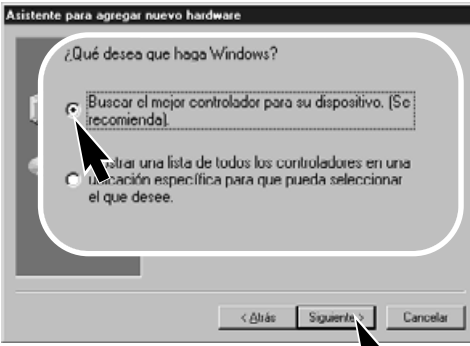 Asistente para agregar nuevo hardware
¿Qué desea que haga Windows?
Buscar el mejor controlador para su dispositivo. (Se
recomienda).
una lista de todos los controladores en una
ubicación específica para que pueda seleccionar
el que desee.
< Atrás Siguiente > Cancelar